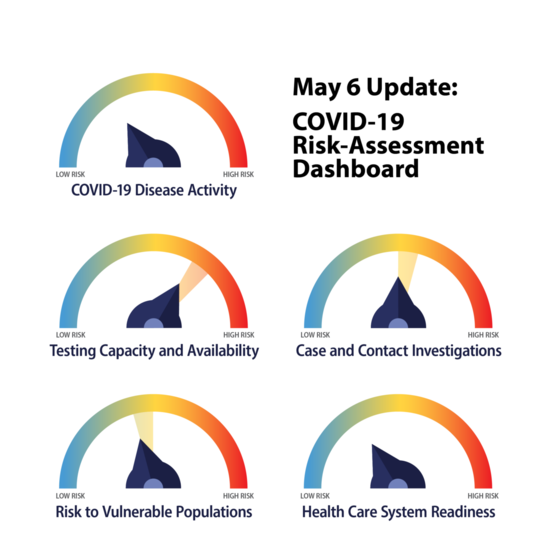 May 6 Update:
COVID-19
Risk-Assessment
Dashboard
LOW RISK
HIGH RISK
COVID-19 Disease Activity
LOW RISK
HIGH RISK
Testing Capacity and Availability
LOW RISK
HIGH RISK
Case and Contact Investigations
LOW RISK
HIGH RISK
Risk to Vulnerable Populations
LOW RISK
HIGH RISK
Health Care System Readiness